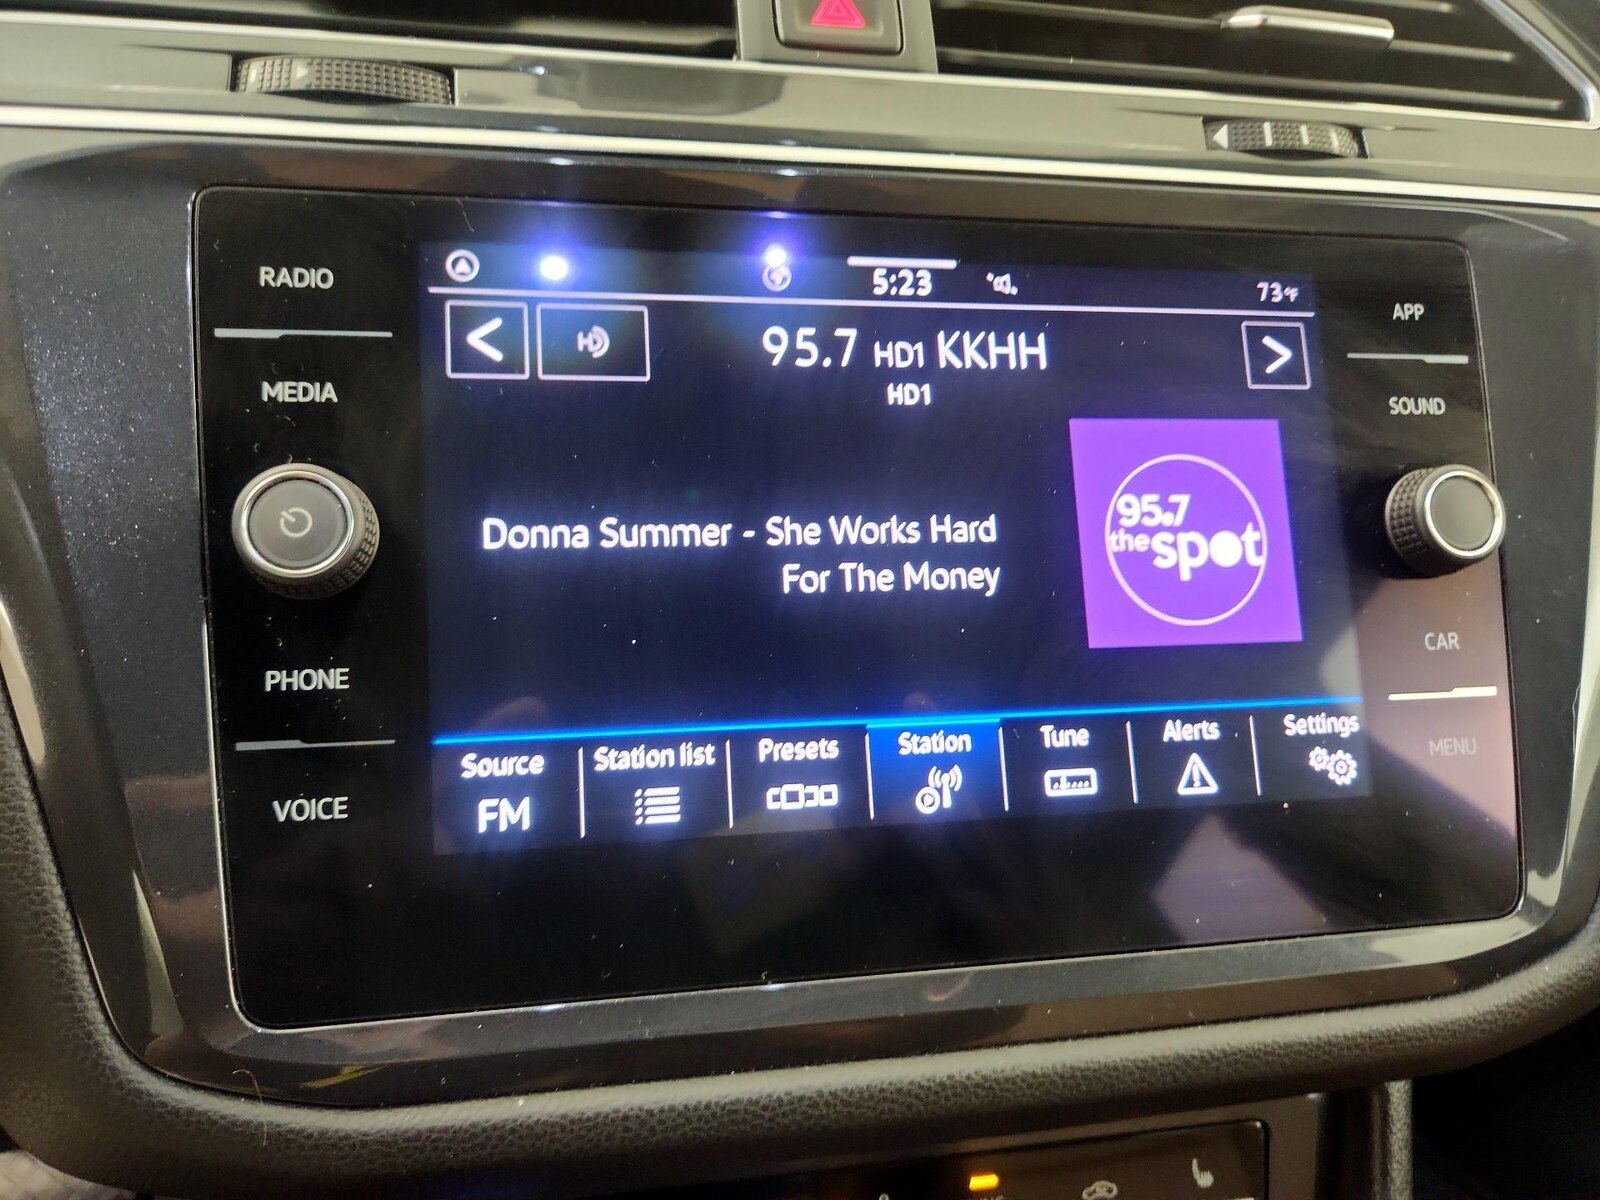 RADIO
MEDIA
PHONE
VOICE
5:23
73°F
<
HD
95.7 HD1 KKHH
>
HD1
Donna Summer - She Works Hard
For The Money
95.7
the spot
Source
FM
Station list
Presets
Station
Tune
Alerts
Settings
APP
SOUND
CAR
MENU